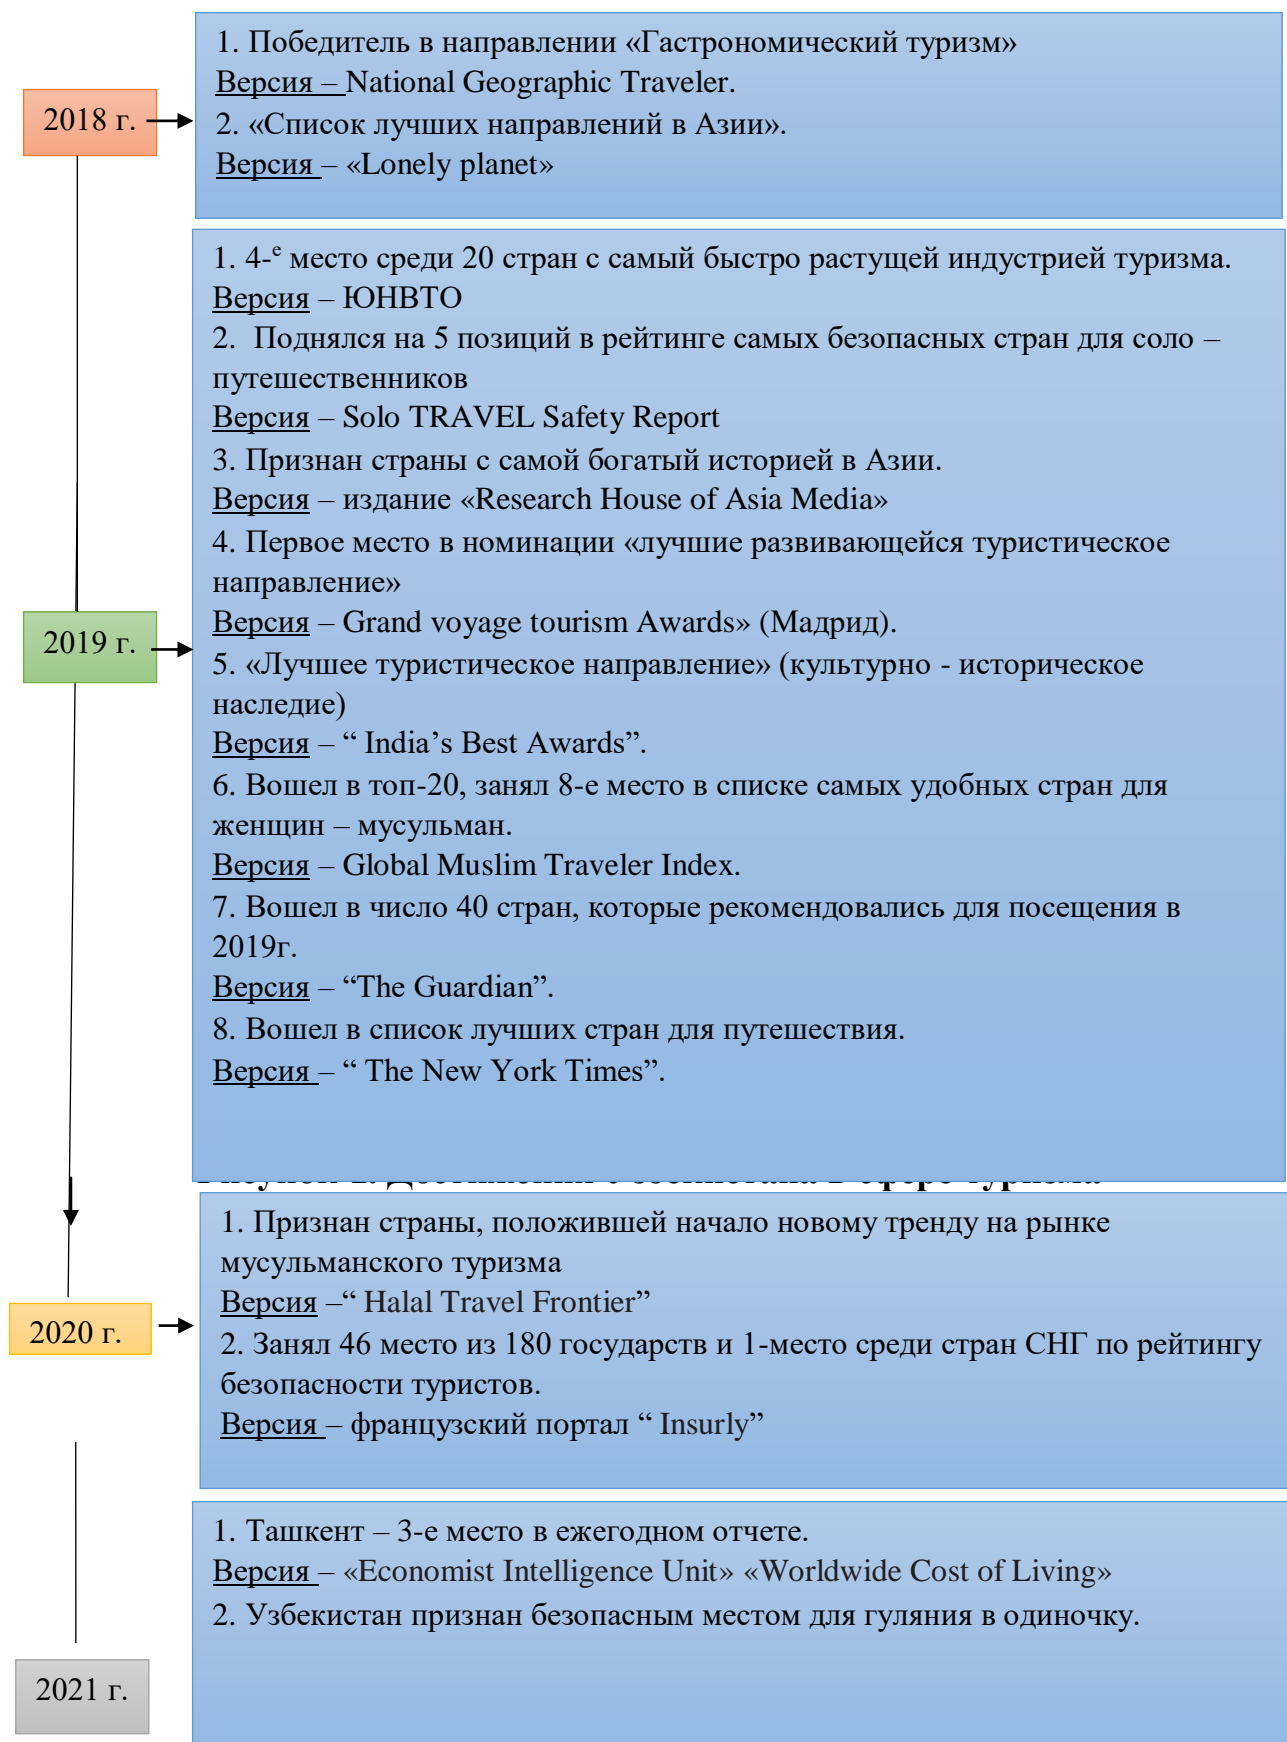 2018 г.
1. Победитель в направлении «Гастрономический туризм»
Версия – National Geographic Traveler.
2. «Список лучших направлений в Азии».
Версия – «Lonely planet»
2019 г.
1. 4-е место среди 20 стран с самый быстро растущей индустрией туризма.
Версия – ЮНВТО
2. Поднялся на 5 позиций в рейтинге самых безопасных стран для соло –
путешественников
Версия – Solo TRAVEL Safety Report
3. Признан страны с самой богатый историей в Азии.
Версия – издание «Research House of Asia Media»
4. Первое место в номинации «лучшие развивающейся туристическое
направление»
Версия – Grand voyage tourism Awards» (Мадрид).
5. «Лучшее туристическое направление» (культурно - историческое
наследие)
Версия – “ India’s Best Awards”.
6. Вошел в топ-20, занял 8-е место в списке самых удобных стран для
женщин – мусульман.
Версия – Global Muslim Traveler Index.
7. Вошел в число 40 стран, которые рекомендовались для посещения в
2019г.
Версия – “The Guardian”.
8. Вошел в список лучших стран для путешествия.
Версия – “ The New York Times”.
2020 г.
1. Признан страны, положившей начало новому тренду на рынке
мусульманского туризма
Версия –“ Halal Travel Frontier”
2. Занял 46 место из 180 государств и 1-место среди стран СНГ по рейтингу
безопасности туристов.
Версия – французский портал “ Insurly”
2021 г.
1. Ташкент – 3-е место в ежегодном отчете.
Версия – «Economist Intelligence Unit» «Worldwide Cost of Living»
2. Узбекистан признан безопасным местом для гуляния в одиночку.